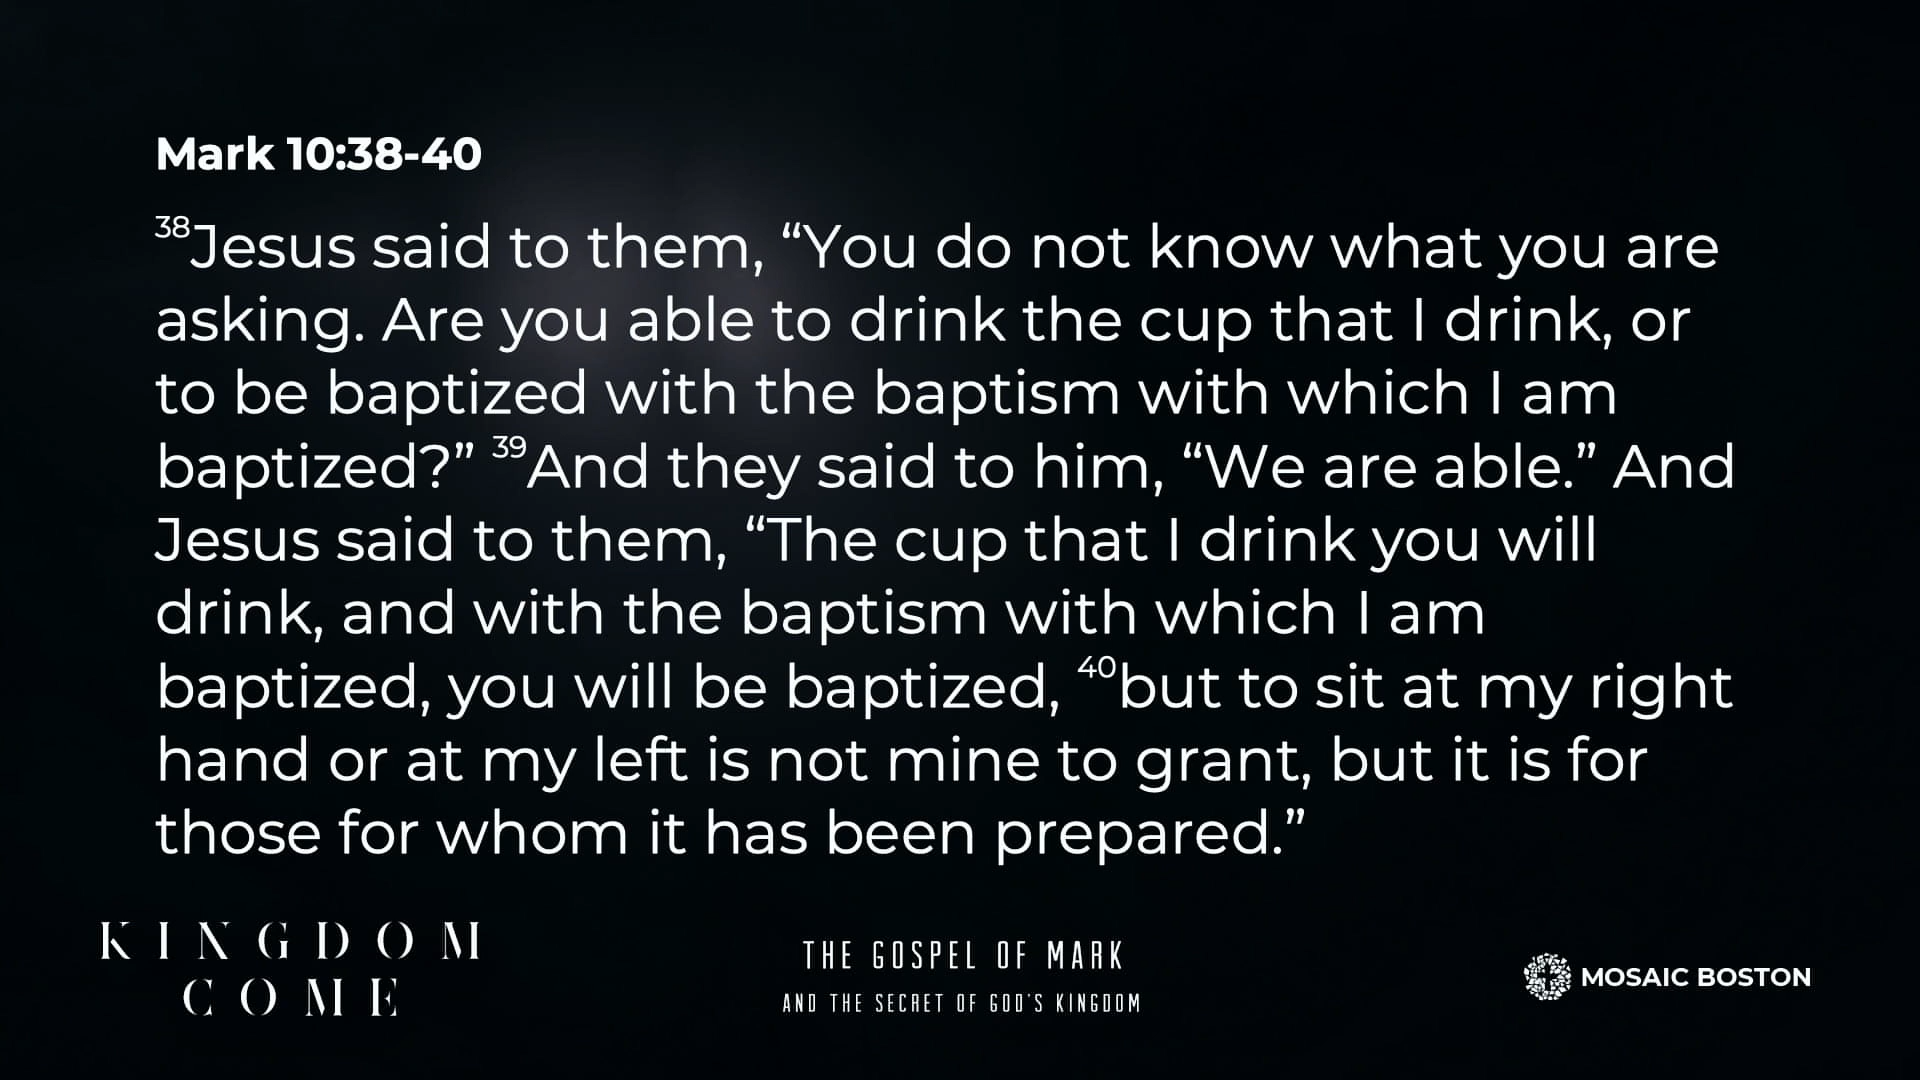 Mark 10:38-40
38Jesus said to them, “You do not know what you are
asking. Are you able to drink the cup that I drink, or
to be baptized with the baptism with which I am
baptized?” 39And they said to him, “We are able.” And
Jesus said to them, “The cup that I drink you will
drink, and with the baptism with which I am
baptized, you will be baptized, 40but to sit at my right
hand or at my left is not mine to grant, but it is for
those for whom it has been prepared.”
KINGDOM
COME
THE GOSPEL OF MARK
AND THE SECRET OF GOD'S KINGDOM
MOSAIC BOSTON